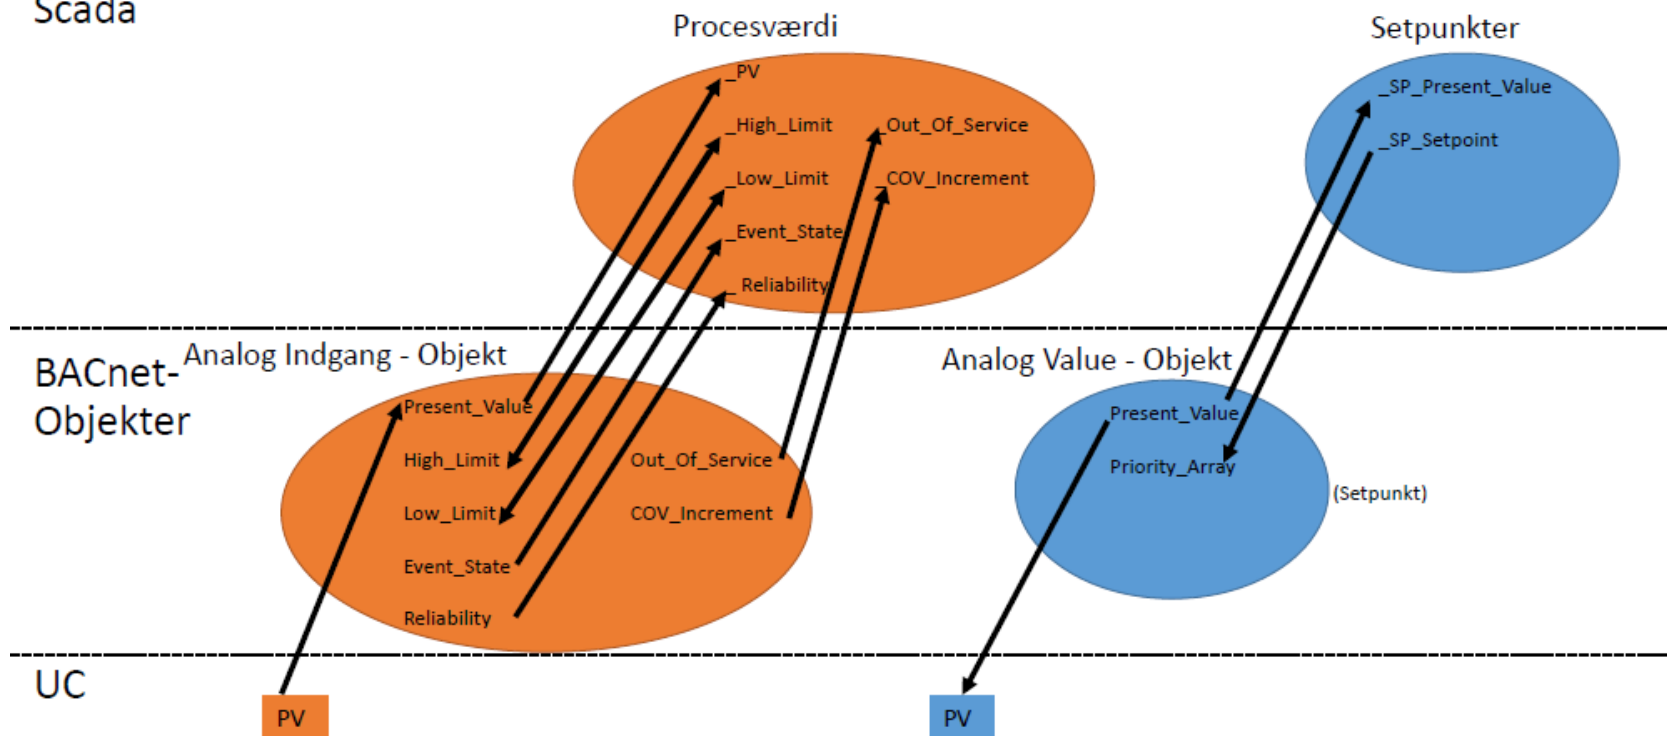 Scada
Procesværdi
Setpunkter
_PV
_High_Limit
_Out_Of_Service
_Low_Limit
_COV_Increment
_Event_State
_ Reliability
_SP_Present_Value
_SP_Setpoint
BACnet-
Objekter
Analog Indgang - Objekt
Present_Value
High_Limit
Out_Of_Service
Low_Limit
COV_Increment
Event_State
Reliability
Analog Value - Objekt
Present_Value
Priority_Array
(Setpunkt)
UC
PV
PV